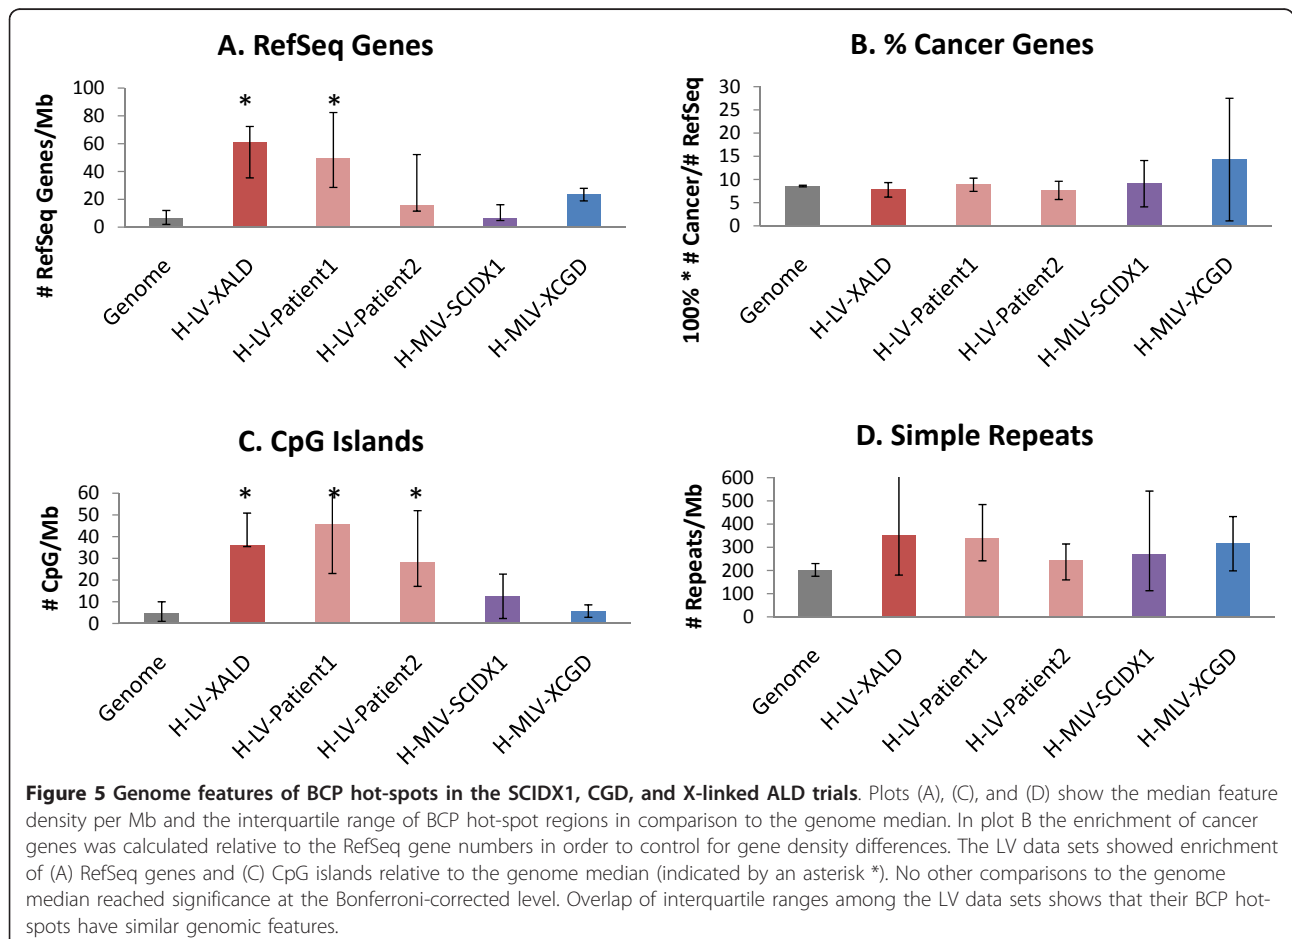 A. RefSeq Genes
# RefSeq Genes/Mb
100
80
60
40
20
0
* *
Genome
H-LV-XALD
H-LV-Patient1
H-LV-Patient2
H-MLV-SCIDX1
H-MLV-XCGD
B. % Cancer Genes
100% * # Cancer/# RefSeq
30
25
20
15
10
5
0
Genome
H-LV-XALD
H-LV-Patient1
H-LV-Patient2
H-MLV-SCIDX1
H-MLV-XCGD
C. CpG Islands
# CpG/Mb
60
50
40
30
20
10
0
* * *
Genome
H-LV-XALD
H-LV-Patient1
H-LV-Patient2
H-MLV-SCIDX1
H-MLV-XCGD
D. Simple Repeats
# Repeats/Mb
600
500
400
300
200
100
0
Genome
H-LV-XALD
H-LV-Patient1
H-LV-Patient2
H-MLV-SCIDX1
H-MLV-XCGD
Figure 5 Genome features of BCP hot-spots in the SCIDX1, CGD, and X-linked ALD trials. Plots (A), (C), and (D) show the median feature
density per Mb and the interquartile range of BCP hot-spot regions in comparison to the genome median. In plot B the enrichment of cancer
genes was calculated relative to the RefSeq gene numbers in order to control for gene density differences. The LV data sets showed enrichment
of (A) RefSeq genes and (C) CpG islands relative to the genome median (indicated by an asterisk *). No other comparisons to the genome
median reached significance at the Bonferroni-corrected level. Overlap of interquartile ranges among the LV data sets shows that their BCP hot-
spots have similar genomic features.